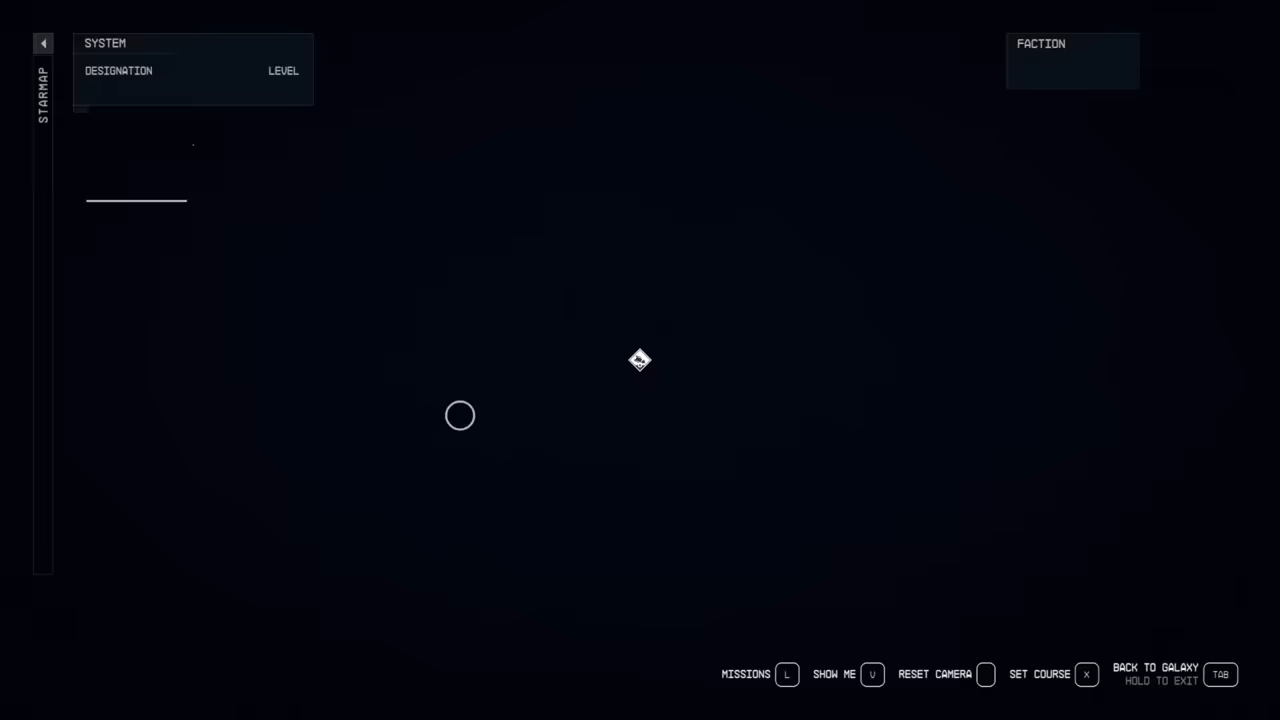 SYSTEM
DESIGNATION LEVEL
FACTION
STARMAP
MISSIONS L SHOW ME V RESET CAMERA SET COURSE X BACK TO GALAXY TAB
HOLD TO EXIT